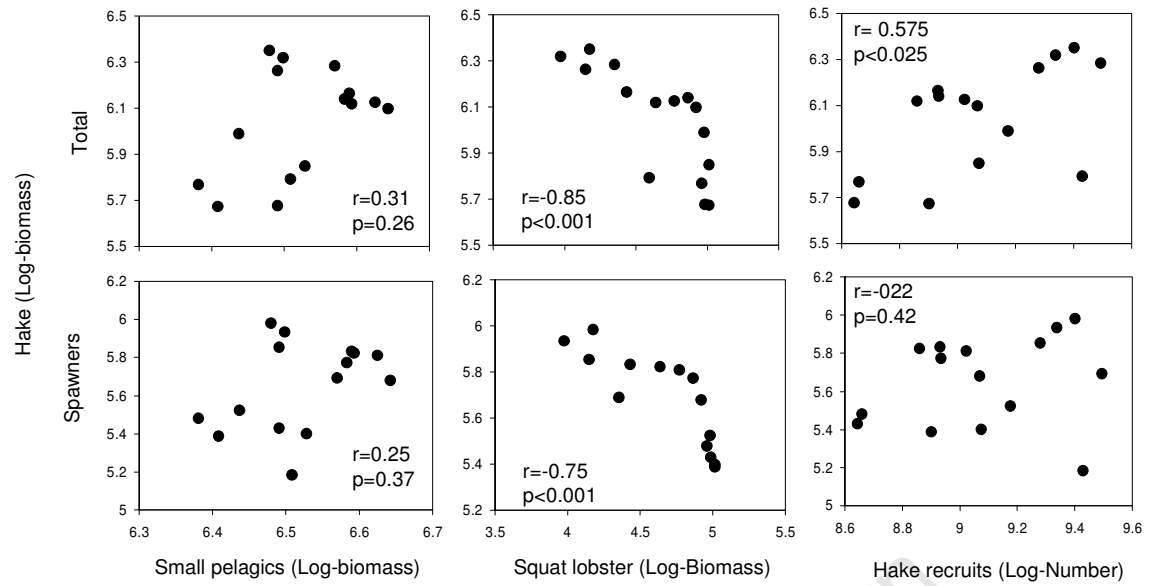 Hake (Log-biomass)
Total
6.5
6.3
6.1
5.9
5.7
5.5
r=0.31
p=0.26
6.5
6.3
6.1
5.9
5.7
5.5
r=-0.85
p<0.001
6.5
6.3
6.1
5.9
5.7
5.5
r= 0.575
p<0.025
Spawners
6.2
6
5.8
5.6
5.4
5.2
5
r=0.25
p=0.37
6.3 6.4 6.5 6.6 6.7
Small pelagics (Log-biomass)
6.2
6
5.8
5.6
5.4
5.2
r=-0.75
p<0.001
3.5 4 4.5 5 5.5
Squat lobster (Log-Biomass)
6.2
6
5.8
5.6
5.4
5.2
5
r=-022
p=0.42
8.6 8.8 9 9.2 9.4 9.6
Hake recruits (Log-Number)